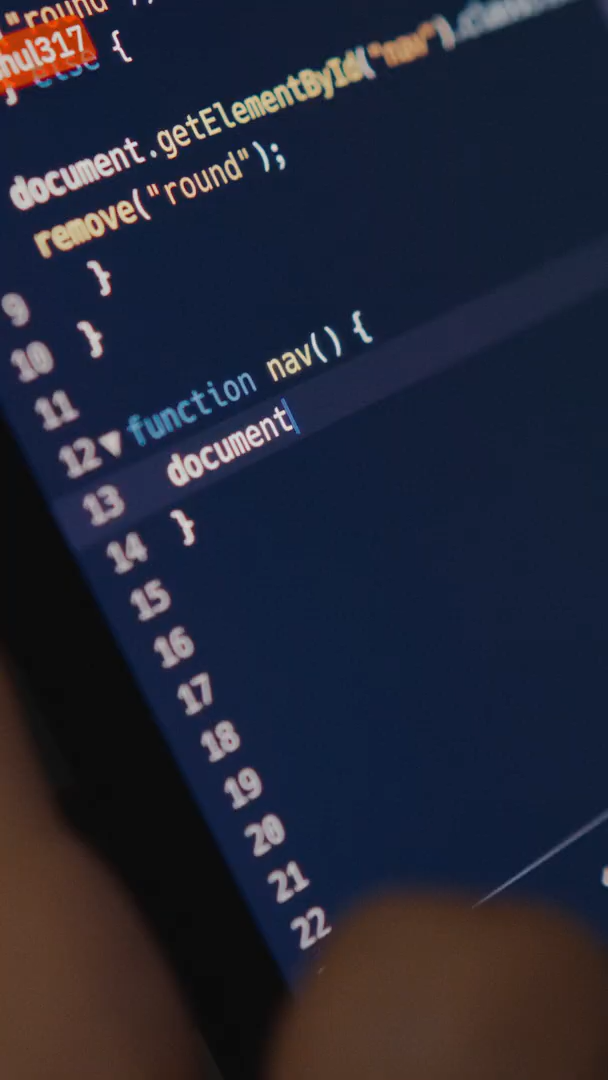 "round");
hul317
} else {
document.getElementById("nav").classList.
remove("round");
9 }
10 }
11
12 function nav() {
13 document
14 }
15
16
17
18
19
20
21
22